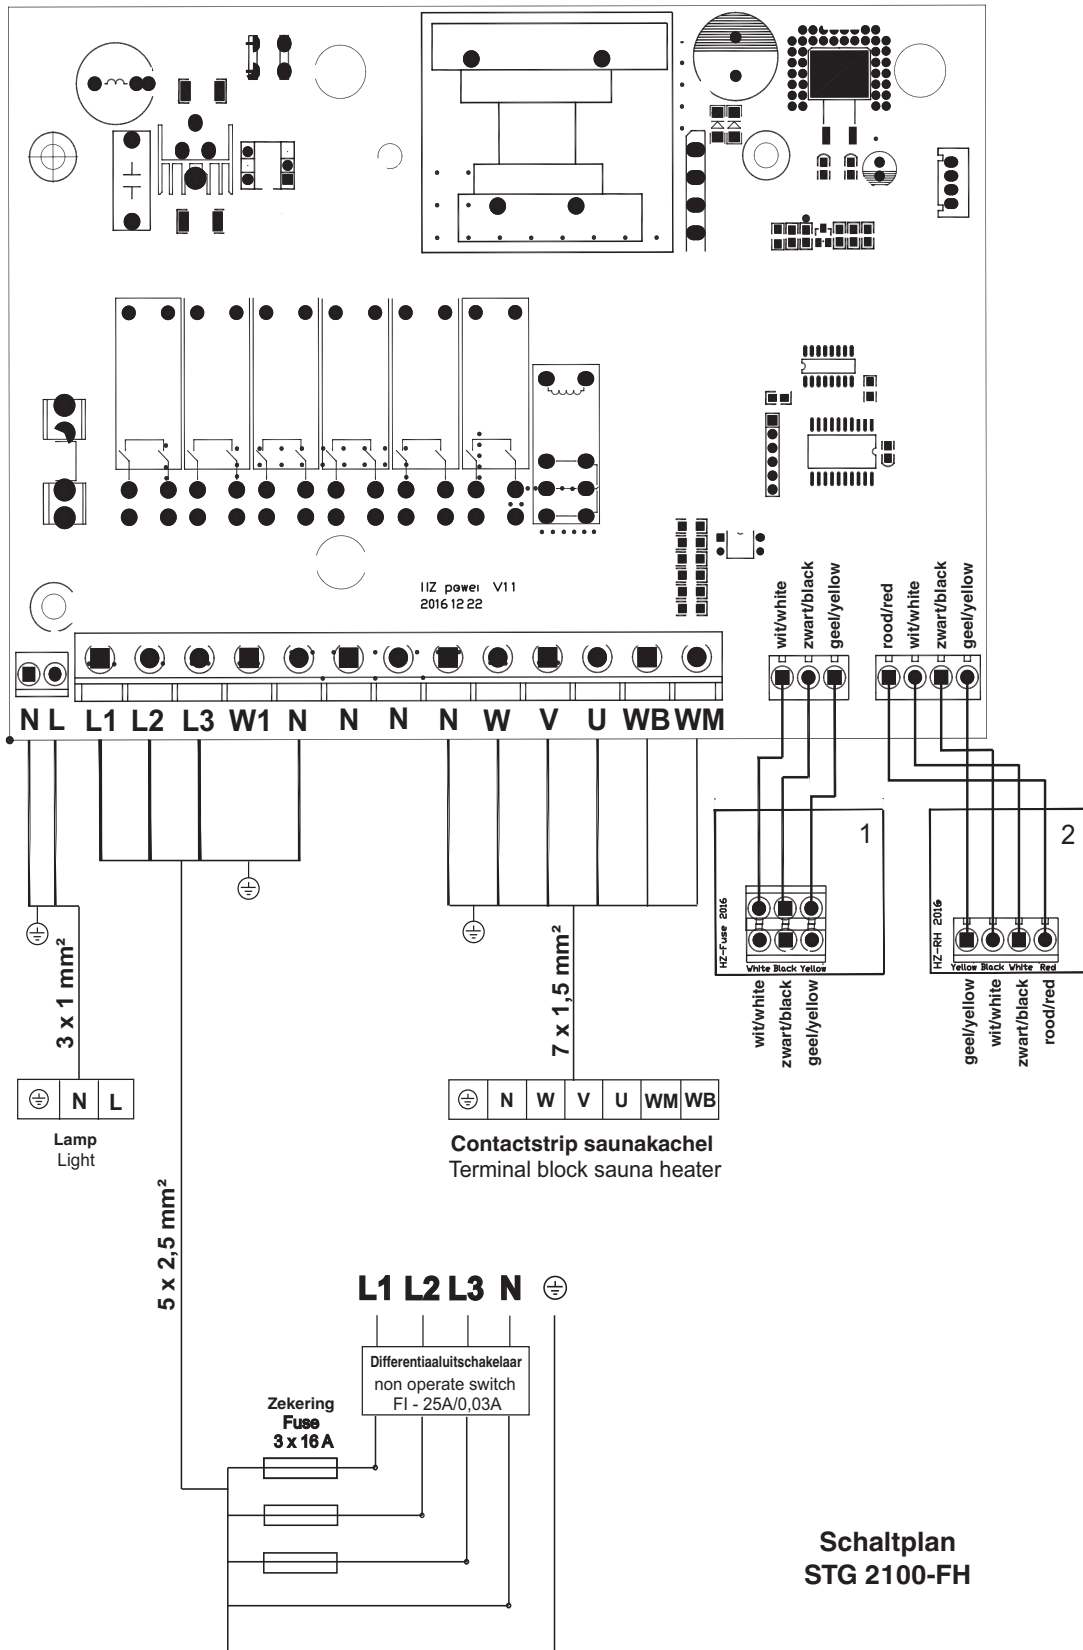 HZ power V11
2016 12 22
wit/white
zwart/black
geel/yellow
rood/red
wit/white
zwart/black
geel/yellow
N L L1 L2 L3 W1 N N N N W V U WB WM
1
HZ-Fuse 2016
White Black Yellow
wit/white
zwart/black
geel/yellow
2
HZ-RH 2016
Yellow Black White Red
geel/yellow
wit/white
zwart/black
rood/red
3 x 1 mm²
7 x 1,5 mm²
N L
Lamp
Light
N W V U WM WB
Contactstrip saunakachel
Terminal block sauna heater
5 x 2,5 mm²
L1 L2 L3 N
Differentiaaluitschakelaar
non operate switch
FI - 25A/0,03A
Zekering
Fuse
3 x 16 A
Schaltplan
STG 2100-FH